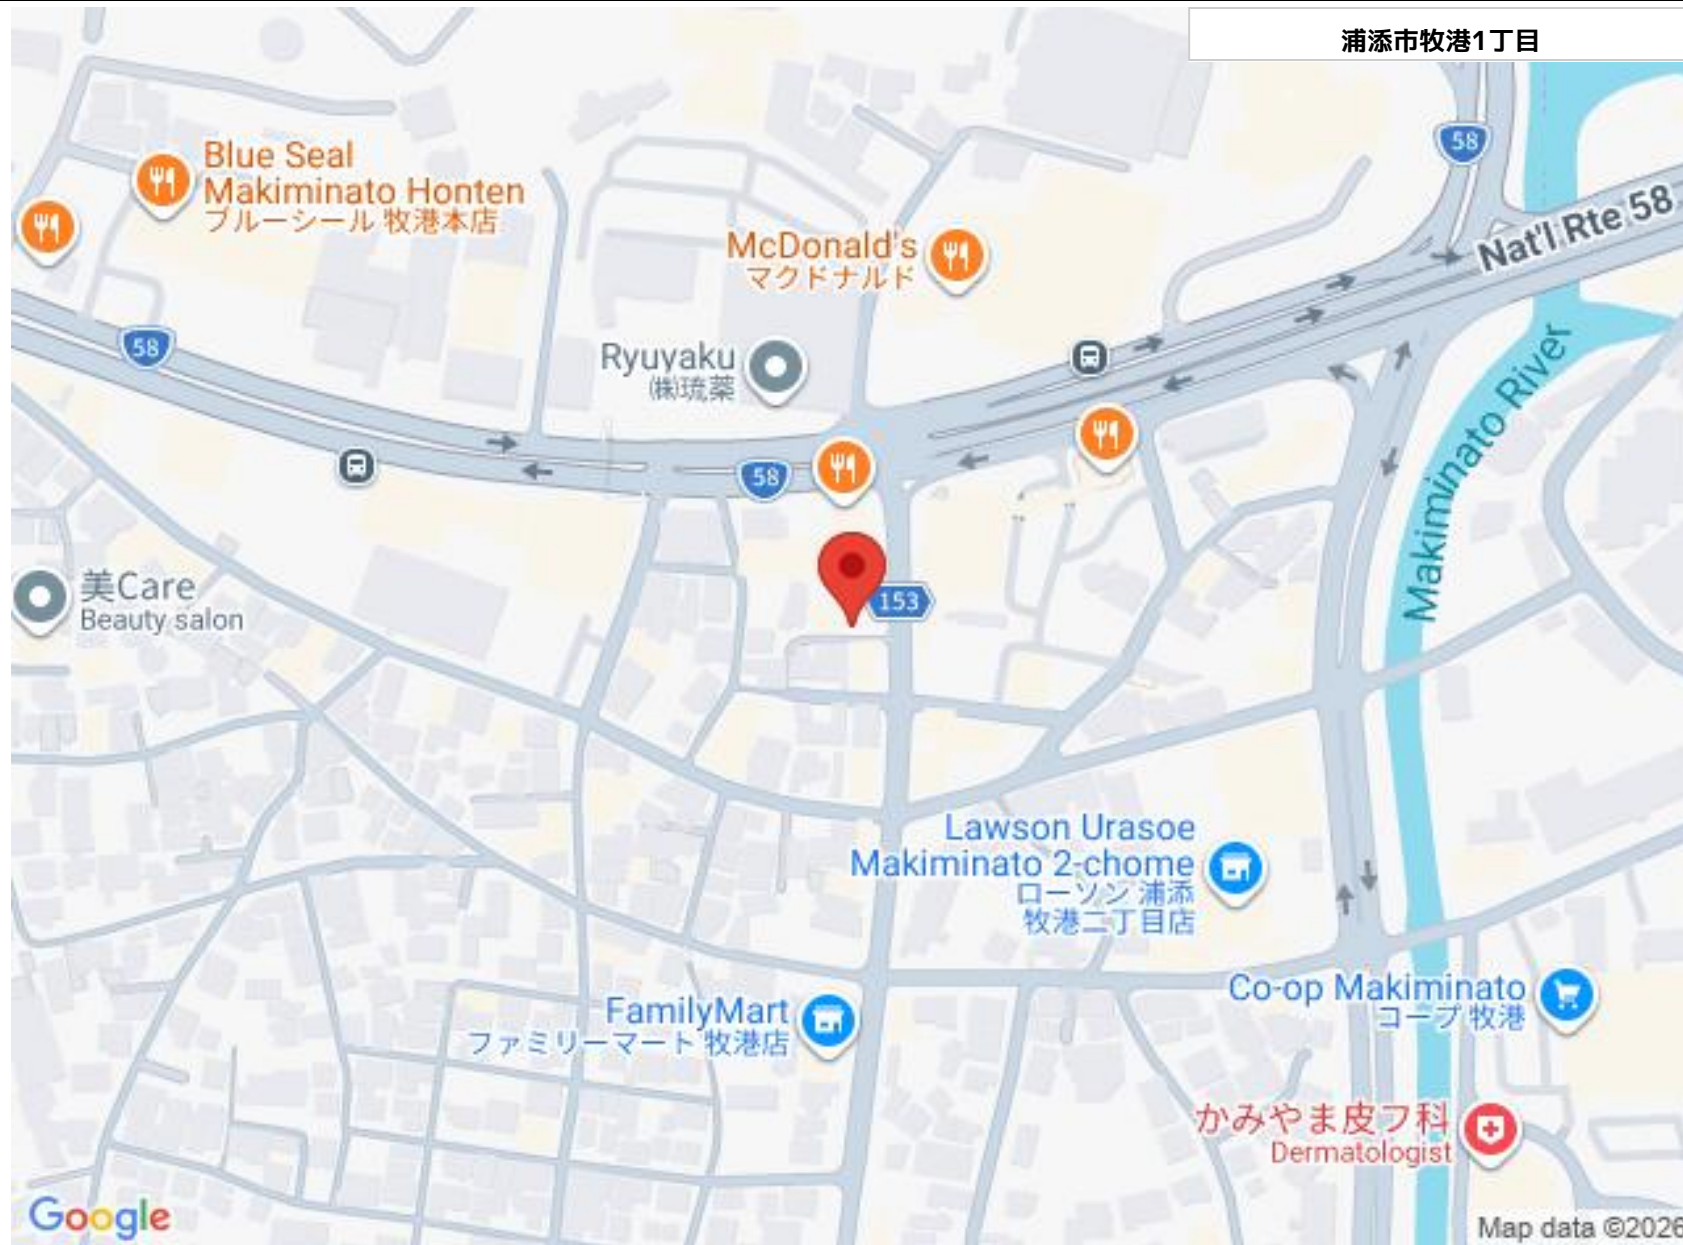 浦添市牧港1丁目
58
Blue Seal
Makiminato Honten
ブルーシール 牧港本店
Nat'l Rte 58
McDonald's
マクドナルド
58
Ryuyaku
㈱琉薬
58
Makiminato River
美Care
Beauty salon
153
Lawson Urasoe
Makiminato 2-chome
ローソン 浦添
牧港二丁目店
Co-op Makiminato
コープ 牧港
FamilyMart
ファミリーマート 牧港店
かみやま皮フ科
Dermatologist
Google
Map data ©2026